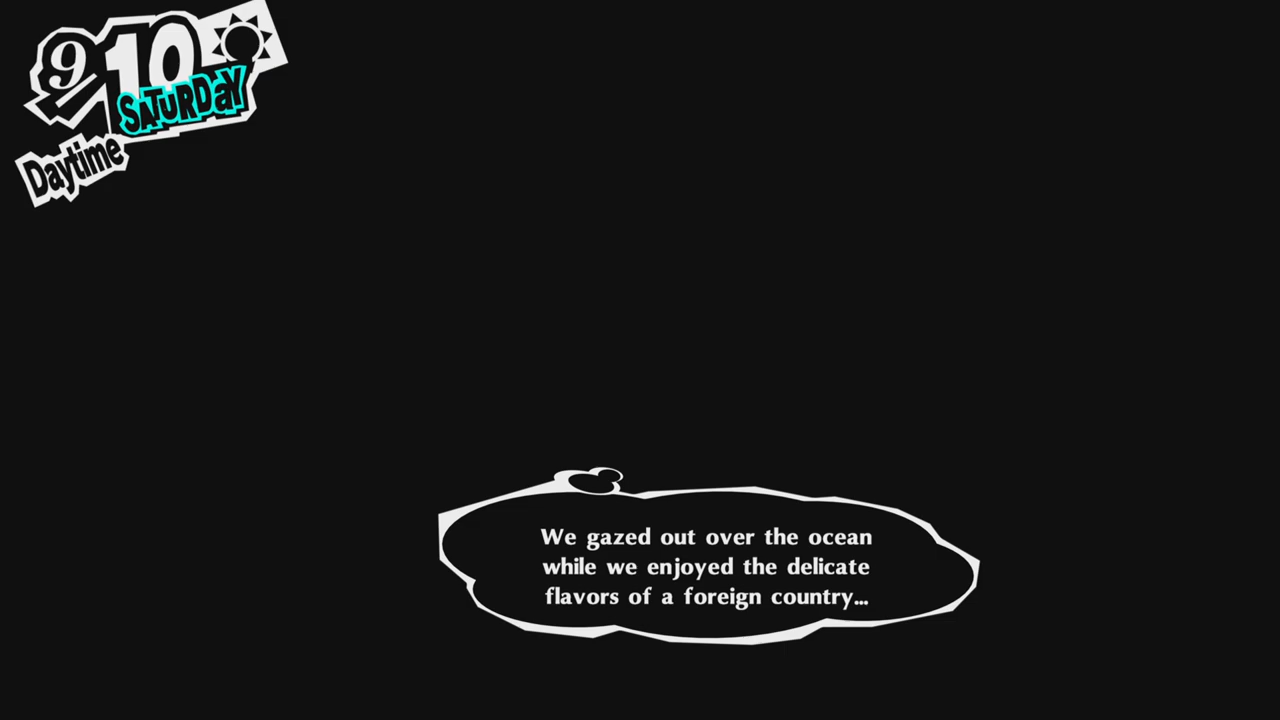 9/10
SATURDAY
Daytime
We gazed out over the ocean
while we enjoyed the delicate
flavors of a foreign country...